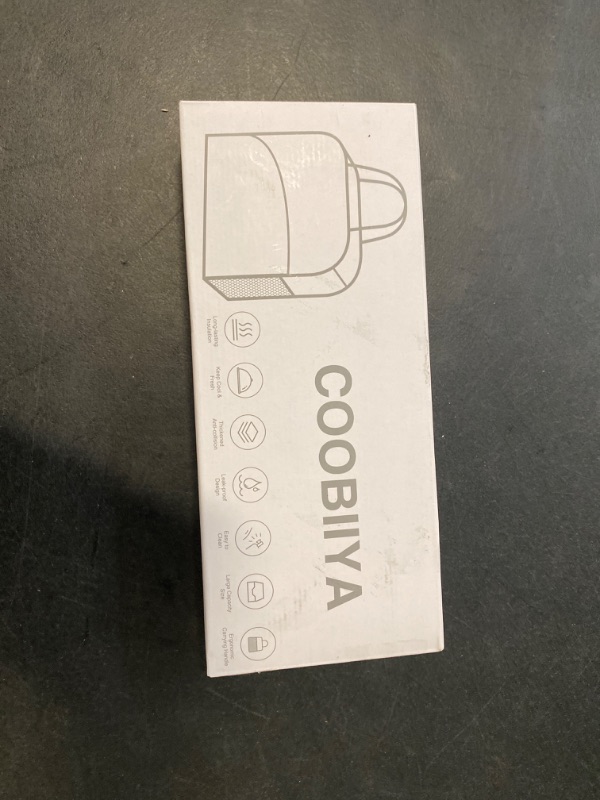 COOBIIYA
Long-lasting
Insulation
Keep Cool &
Fresh
Thickened
Anti-collision
Leak-proof
Design
Easy to
Clean
Large Capacity
Size
Ergonomic
Carrying Handle